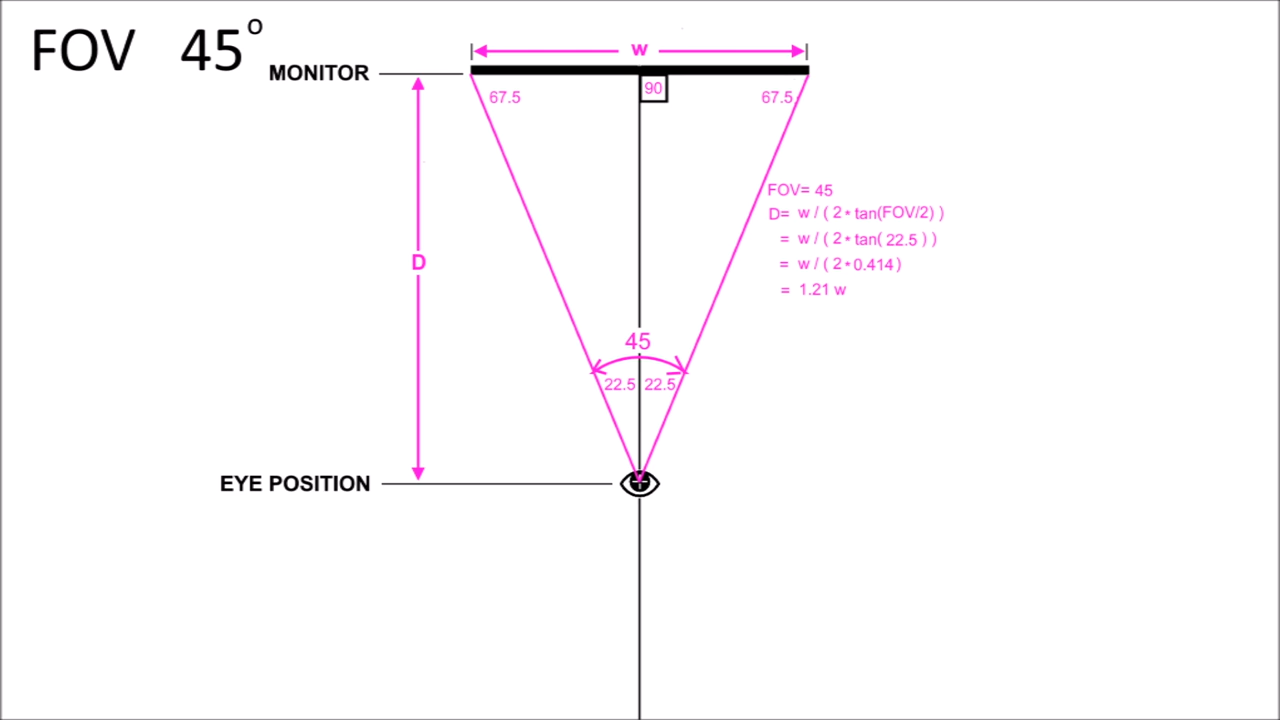 FOV 45°
w
MONITOR
90
67.5
67.5
FOV= 45
D= w / ( 2 * tan(FOV/2) )
= w / ( 2 * tan( 22.5 ) )
D
= w / ( 2 * 0.414 )
= 1.21 w
45
22.5 22.5
EYE POSITION